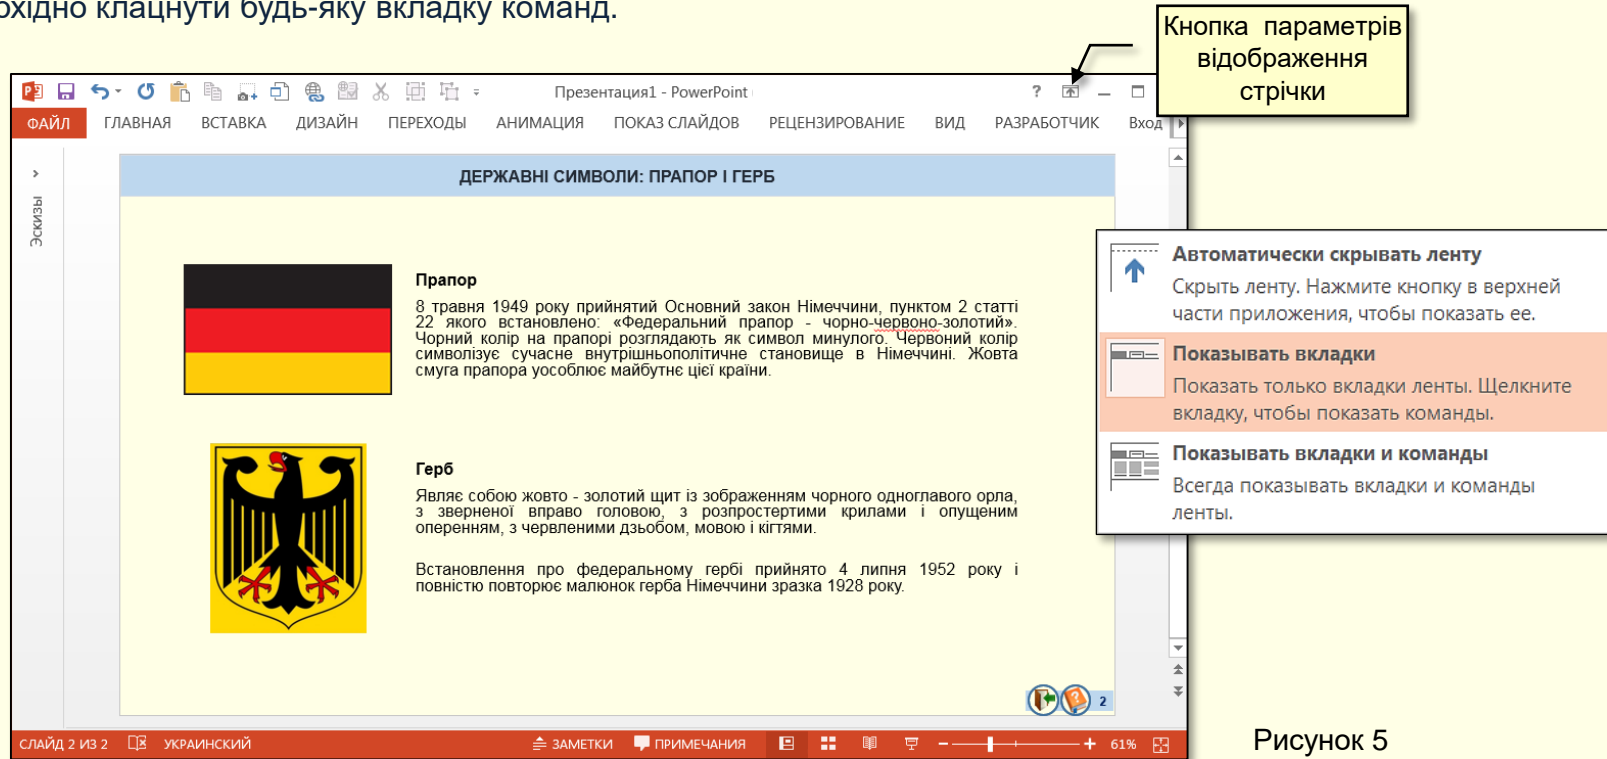 клацнути будь-яку вкладку команд.
Кнопка параметрів
відображення
стрічки
Презентация1 - PowerPoint
?
ФАЙЛ ГЛАВНАЯ ВСТАВКА ДИЗАЙН ПЕРЕХОДЫ АНИМАЦИЯ ПОКАЗ СЛАЙДОВ РЕЦЕНЗИРОВАНИЕ ВИД РАЗРАБОТЧИК Вход
Эскизы
ДЕРЖАВНІ СИМВОЛИ: ПРАПОР І ГЕРБ
Прапор
8 травня 1949 року прийнятий Основний закон Німеччини, пунктом 2 статті
22 якого встановлено: «Федеральний прапор - чорно-червоно-золотий».
Чорний колір на прапорі розглядають як символ минулого. Червоний колір
символізує сучасне внутрішньополітичне становище в Німеччині. Жовта
смуга прапора уособлює майбутнє цієї країни.
Герб
Являє собою жовто - золотий щит із зображенням чорного одноглавого орла,
з зверненої вправо головою, з розпростертими крилами і опущеним
оперенням, з червленими дзьобом, мовою і кігтями.
Встановлення про федеральному гербі прийнято 4 липня 1952 року і
повністю повторює малюнок герба Німеччини зразка 1928 року.
2
Автоматически скрывать ленту
Скрыть ленту. Нажмите кнопку в верхней
части приложения, чтобы показать ее.
Показывать вкладки
Показать только вкладки ленты. Щелкните
вкладку, чтобы показать команды.
Показывать вкладки и команды
Всегда показывать вкладки и команды
ленты.
СЛАЙД 2 ИЗ 2 УКРАИНСКИЙ ЗАМЕТКИ ПРИМЕЧАНИЯ 61%
Рисунок 5